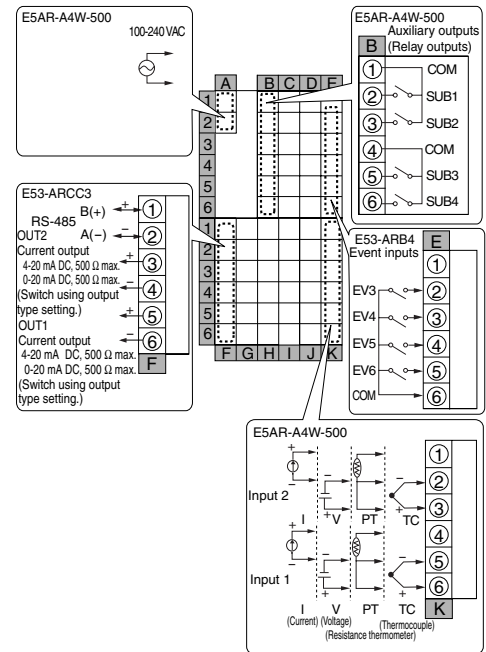 E5AR-A4W-500
100-240 VAC
E5AR-A4W-500
Auxiliary outputs
(Relay outputs)
B
1 COM
2 SUB1
3 SUB2
4 COM
5 SUB3
6 SUB4
A B C D E
1
2
3
4
5
6
1
2
3
4
5
6
F G H I J K
E53-ARCC3
RS-485
B(+) + 1
A(-) - 2
OUT2
Current output
4-20 mA DC, 500 Ω max.
0-20 mA DC, 500 Ω max.
(Switch using output
type setting.)
+ 3
- 4
OUT1
Current output
4-20 mA DC, 500 Ω max.
0-20 mA DC, 500 Ω max.
(Switch using output
type setting.)
+ 5
- 6
F
E53-ARB4
Event inputs
E
1
EV3 2
EV4 3
EV5 4
EV6 5
COM 6
E5AR-A4W-500
1
2
3
4
5
6
K
Input 2
+ - - + - +
I V PT TC
Input 1
+ - - + - +
I V PT TC
(Current) (Voltage) (Thermocouple)
(Resistance thermometer)